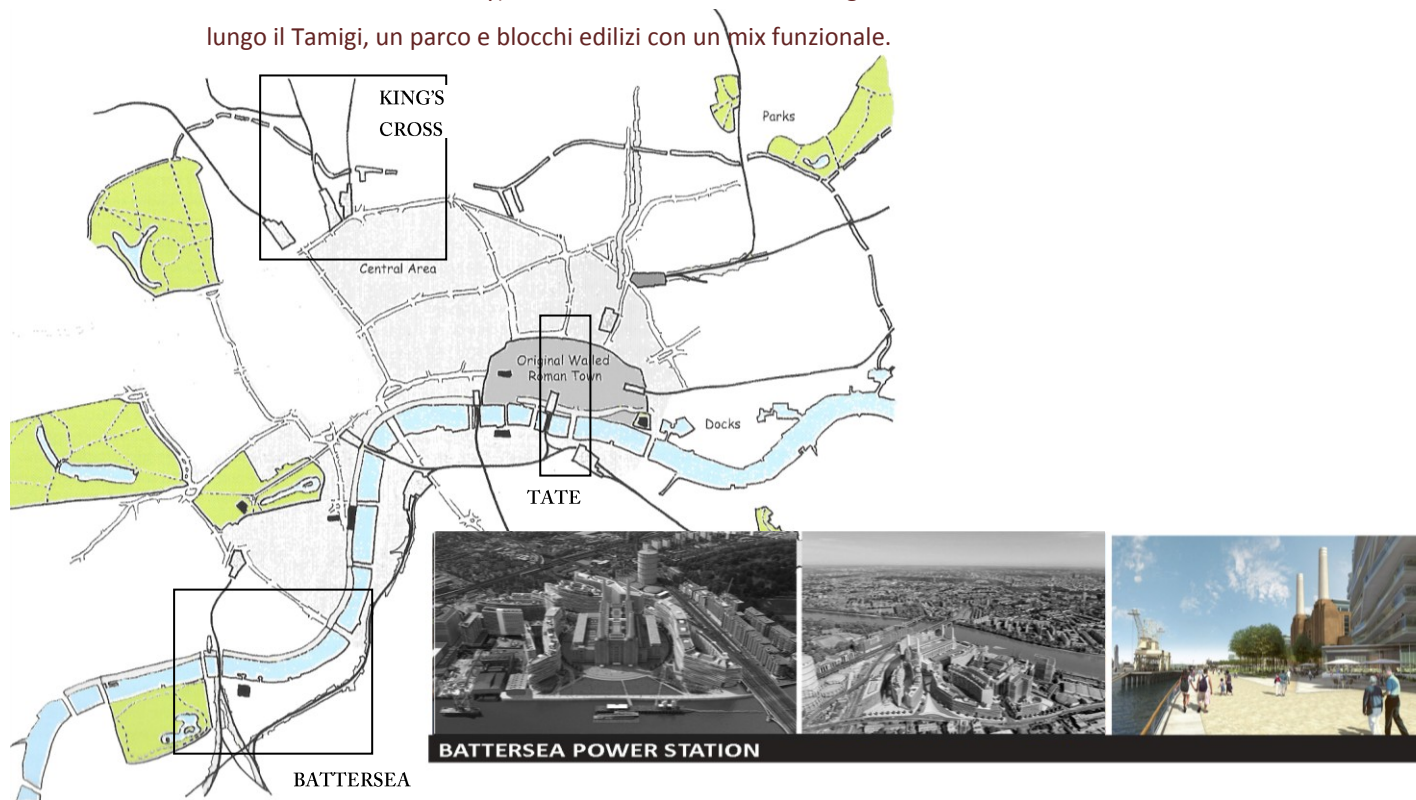 lungo il Tamigi, un parco e blocchi edilizi con un mix funzionale.
KING'S
CROSS
Parks
Central Area
Original Walled
Roman Town
Docks
TATE
BATTERSEA POWER STATION
BATTERSEA